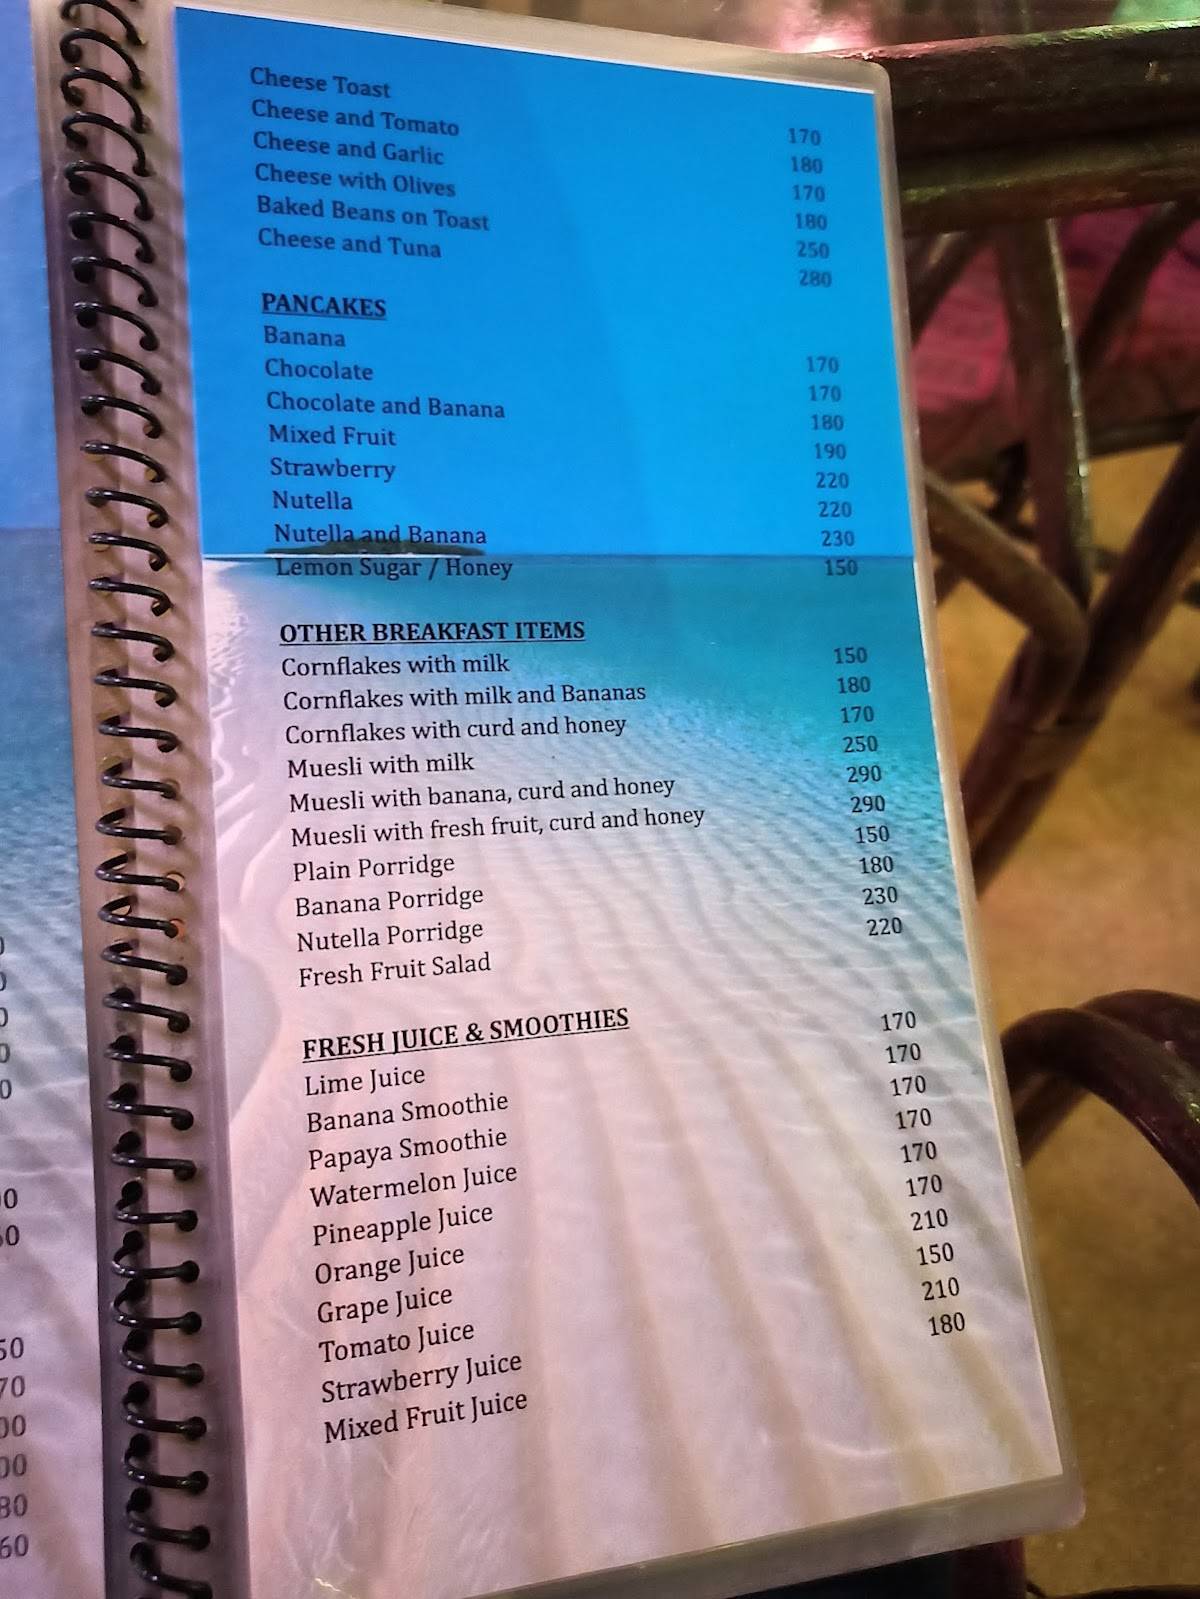 Cheese Toast 170
Cheese and Tomato 180
Cheese and Garlic 170
Cheese with Olives 180
Baked Beans on Toast 250
Cheese and Tuna 280
PANCAKES
Banana 170
Chocolate 170
Chocolate and Banana 180
Mixed Fruit 190
Strawberry 220
Nutella 220
Nutella and Banana 230
Lemon Sugar / Honey 150
OTHER BREAKFAST ITEMS
Cornflakes with milk 150
Cornflakes with milk and Bananas 180
Cornflakes with curd and honey 170
Muesli with milk 250
Muesli with banana, curd and honey 290
Muesli with fresh fruit, curd and honey 290
Plain Porridge 150
Banana Porridge 180
Nutella Porridge 230
Fresh Fruit Salad 220
FRESH JUICE & SMOOTHIES
Lime Juice 170
Banana Smoothie 170
Papaya Smoothie 170
Watermelon Juice 170
Pineapple Juice 170
Orange Juice 170
Grape Juice 210
Tomato Juice 150
Strawberry Juice 210
Mixed Fruit Juice 180